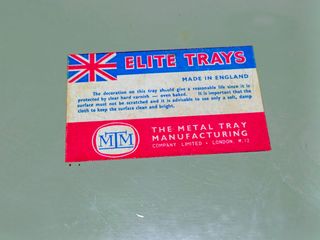 ELITE TRAYS
MADE IN ENGLAND
The decoration on this tray should give a reasonable life since it is
protected by clear hard varnish — oven baked. It is important that the
surface must not be scratched and it is advisable to use only a soft, damp
cloth to keep the surface clean and bright.
MTM
THE METAL TRAY
MANUFACTURING
COMPANY LIMITED · LONDON, N.12